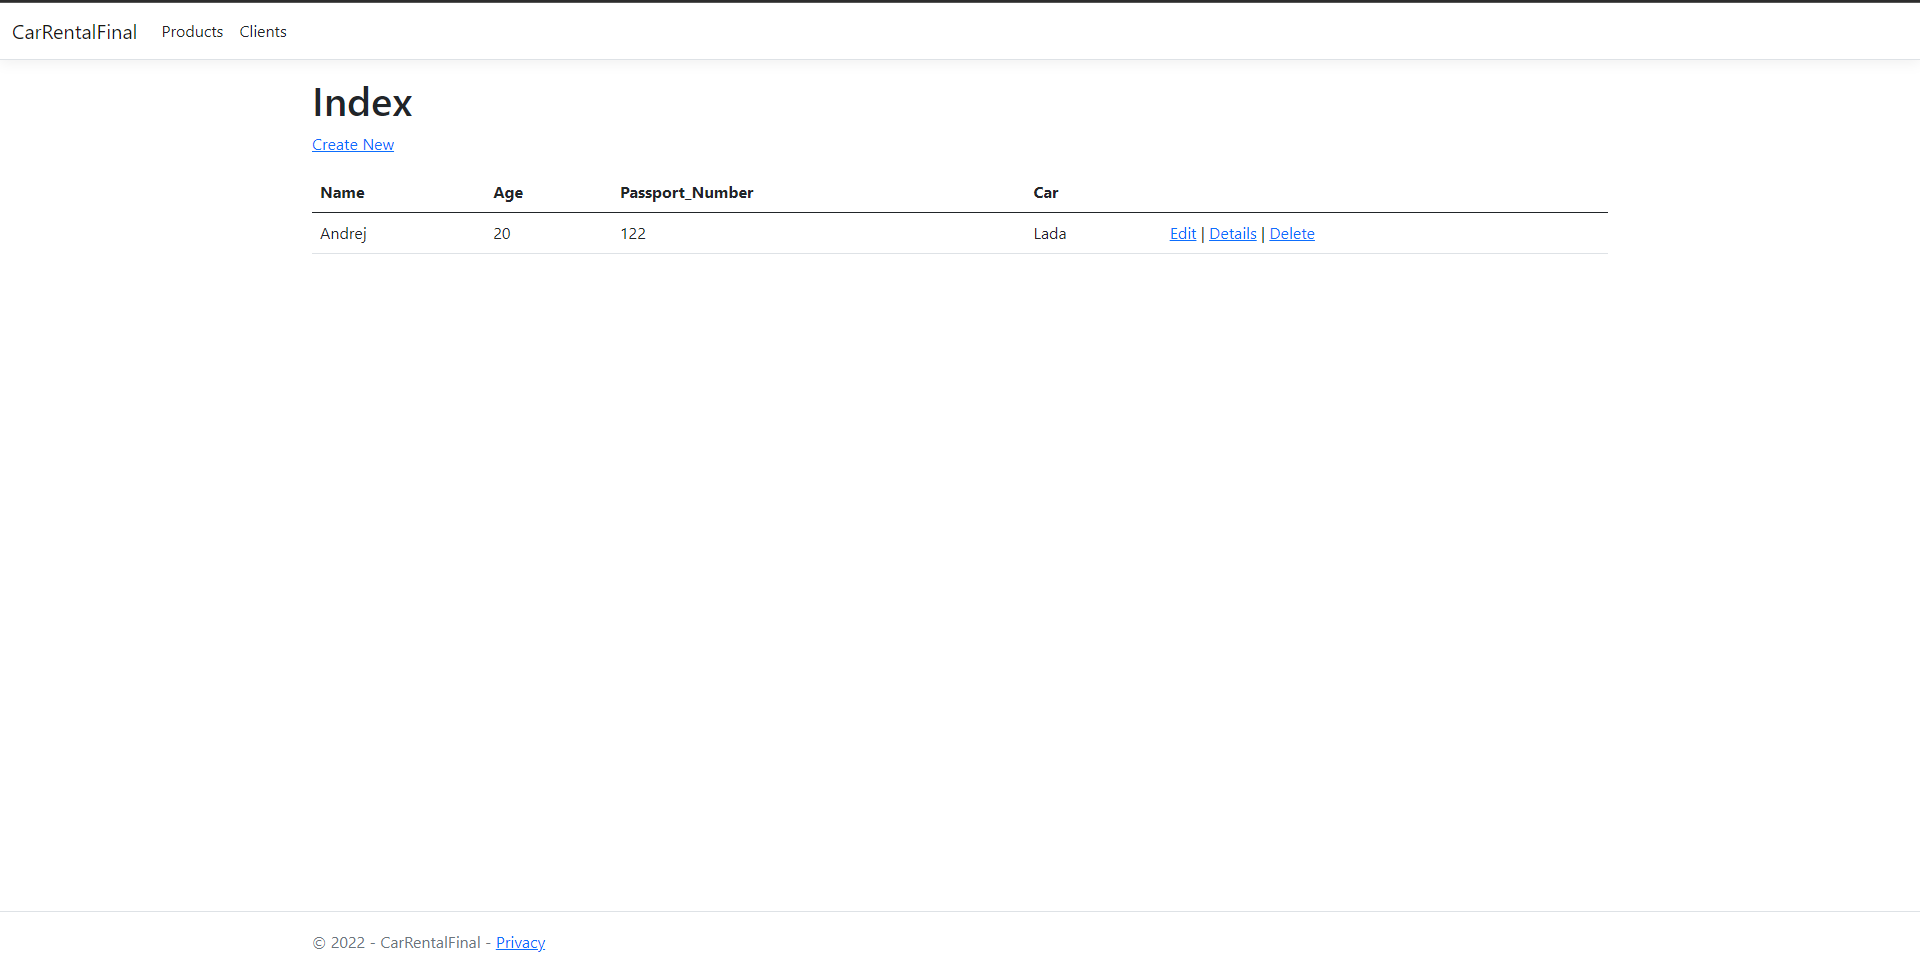 CarRentalFinal Products Clients
Index
Create New
Name Age Passport_Number Car
Andrej 20 122 Lada Edit | Details | Delete
© 2022 - CarRentalFinal - Privacy